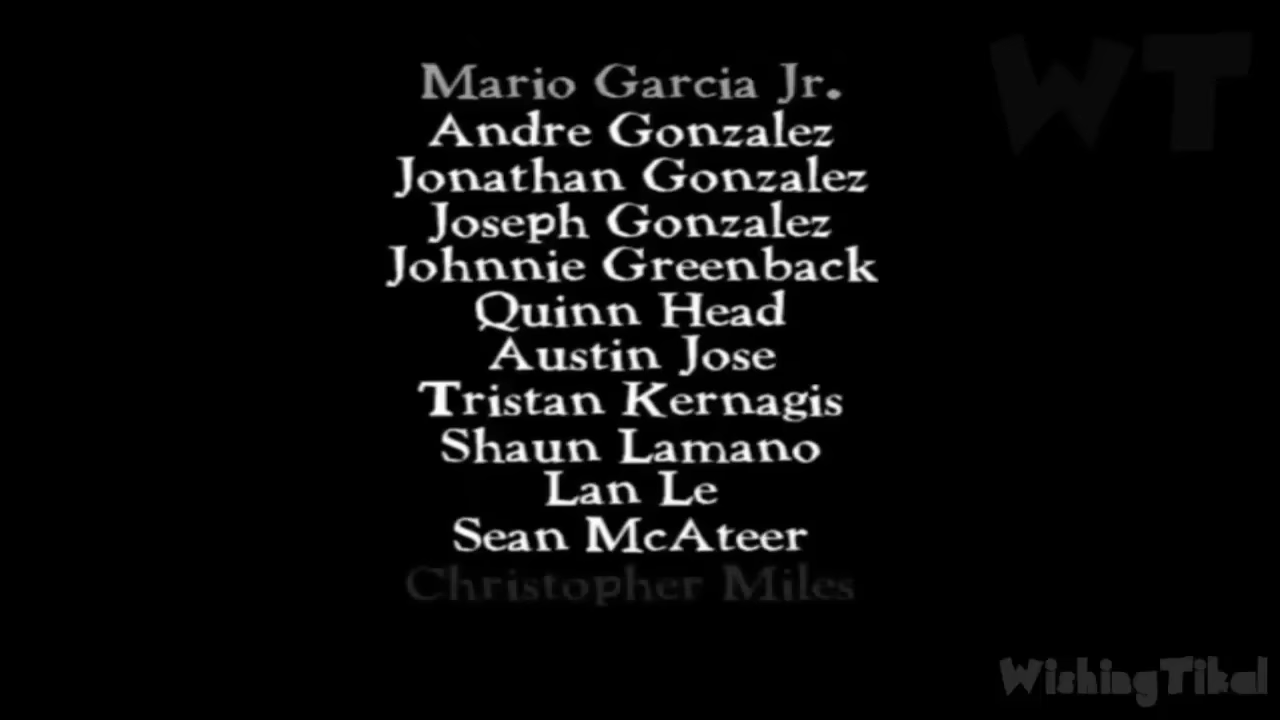 WT
Mario Garcia Jr.
Andre Gonzalez
Jonathan Gonzalez
Joseph Gonzalez
Johnnie Greenback
Quinn Head
Austin Jose
Tristan Kernagis
Shaun Lamano
Lan Le
Sean McAteer
Christopher Miles
WishingTikal